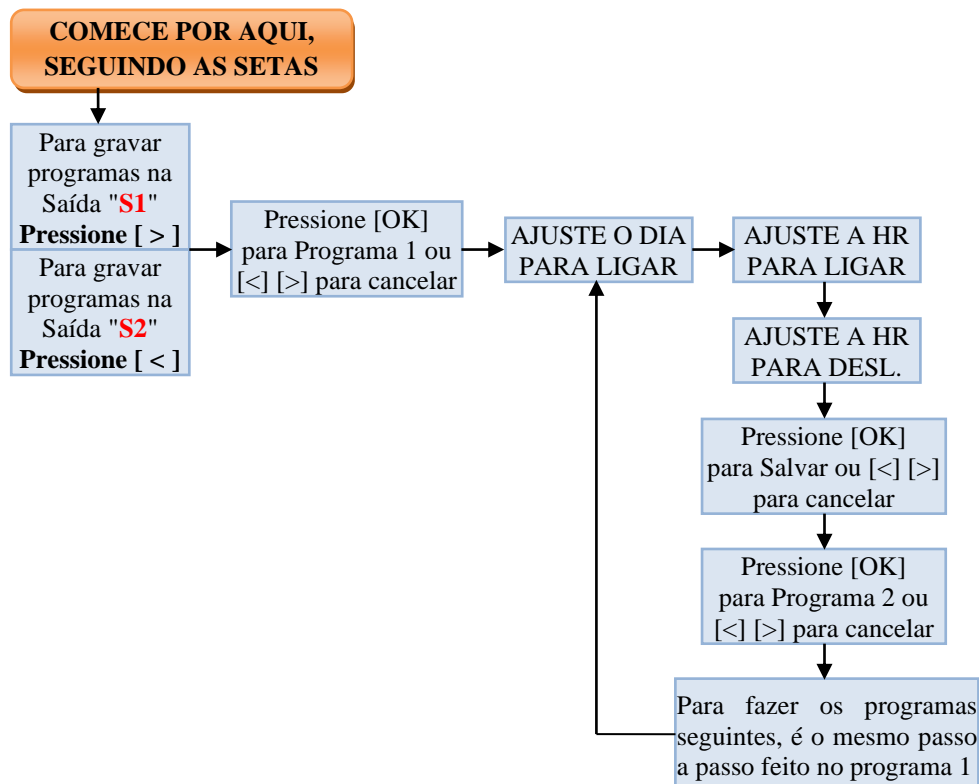 COMECE POR AQUI,
SEGUINDO AS SETAS
Para gravar
programas na
Saída "S1"
Pressione [ > ]
Para gravar
programas na
Saída "S2"
Pressione [ < ]
Pressione [OK]
para Programa 1 ou
[<] [>] para cancelar
AJUSTE O DIA
PARA LIGAR
AJUSTE A HR
PARA LIGAR
AJUSTE A HR
PARA DESL.
Pressione [OK]
para Salvar ou [<] [>]
para cancelar
Pressione [OK]
para Programa 2 ou
[<] [>] para cancelar
Para fazer os programas
seguintes, é o mesmo passo
a passo feito no programa 1